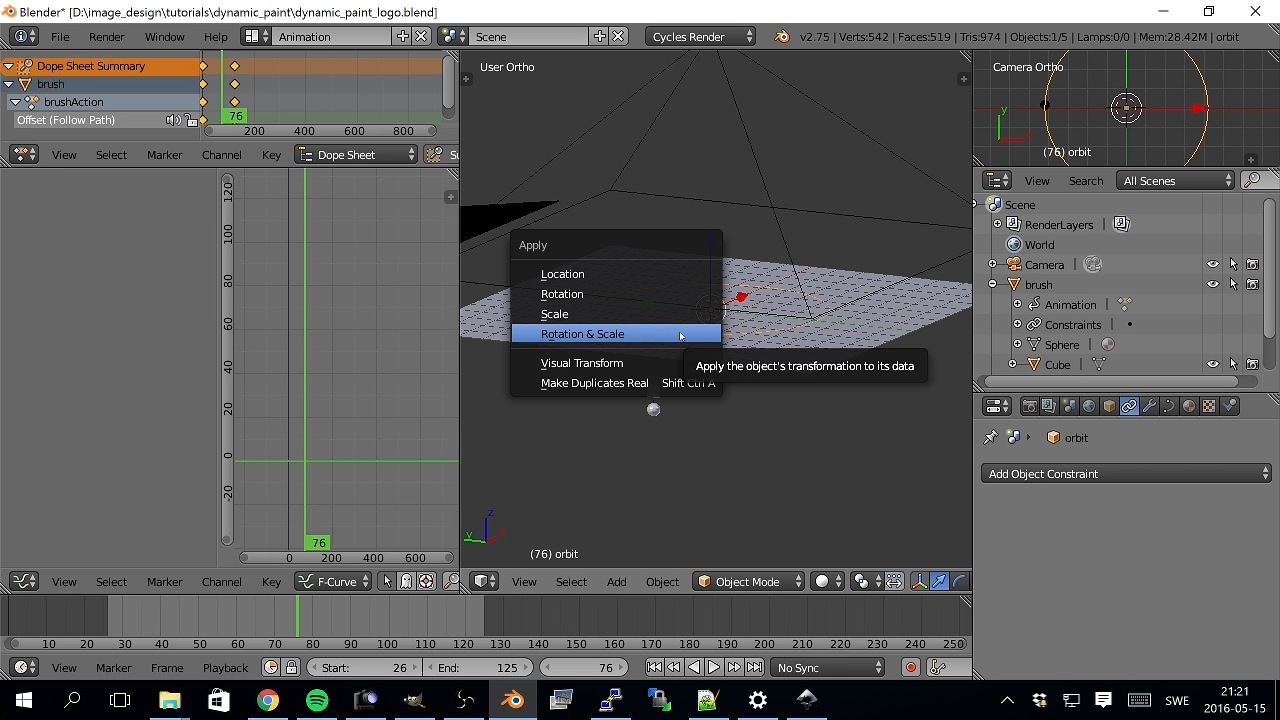 Blender* [D:\image_design\tutorials\dynamic_paint\dynamic_paint_logo.blend]
File Render Window Help Animation Scene Cycles Render v2.75 | Verts:542 | Faces:519 | Tris:974 | Objects:1/5 | Lamps:0/0 | Mem:28.42M | orbit
Dope Sheet Summary
brush
brushAction
Offset (Follow Path)
76
200 400 600 800
View Select Marker Channel Key Dope Sheet Su
120
100
80
60
40
20
0
-20
76
0 200 400 600
View Select Marker Channel Key F-Curve
User Ortho
Apply
Location
Rotation
Scale
Rotation & Scale
Visual Transform
Make Duplicates Real Shift Ctrl A
Apply the object's transformation to its data
z
y
x
(76) orbit
View Select Add Object Object Mode
Camera Ortho
y
x
(76) orbit
View Search All Scenes
Scene
RenderLayers |
World
Camera |
brush
Animation |
Constraints |
Sphere |
Cube |
orbit
Add Object Constraint
10 20 30 40 50 60 70 80 90 100 110 120 130 140 150 160 170 180 190 200 210 220 230 240 250
View Marker Frame Playback Start: 26 End: 125 76 No Sync
SWE
21:21
2016-05-15